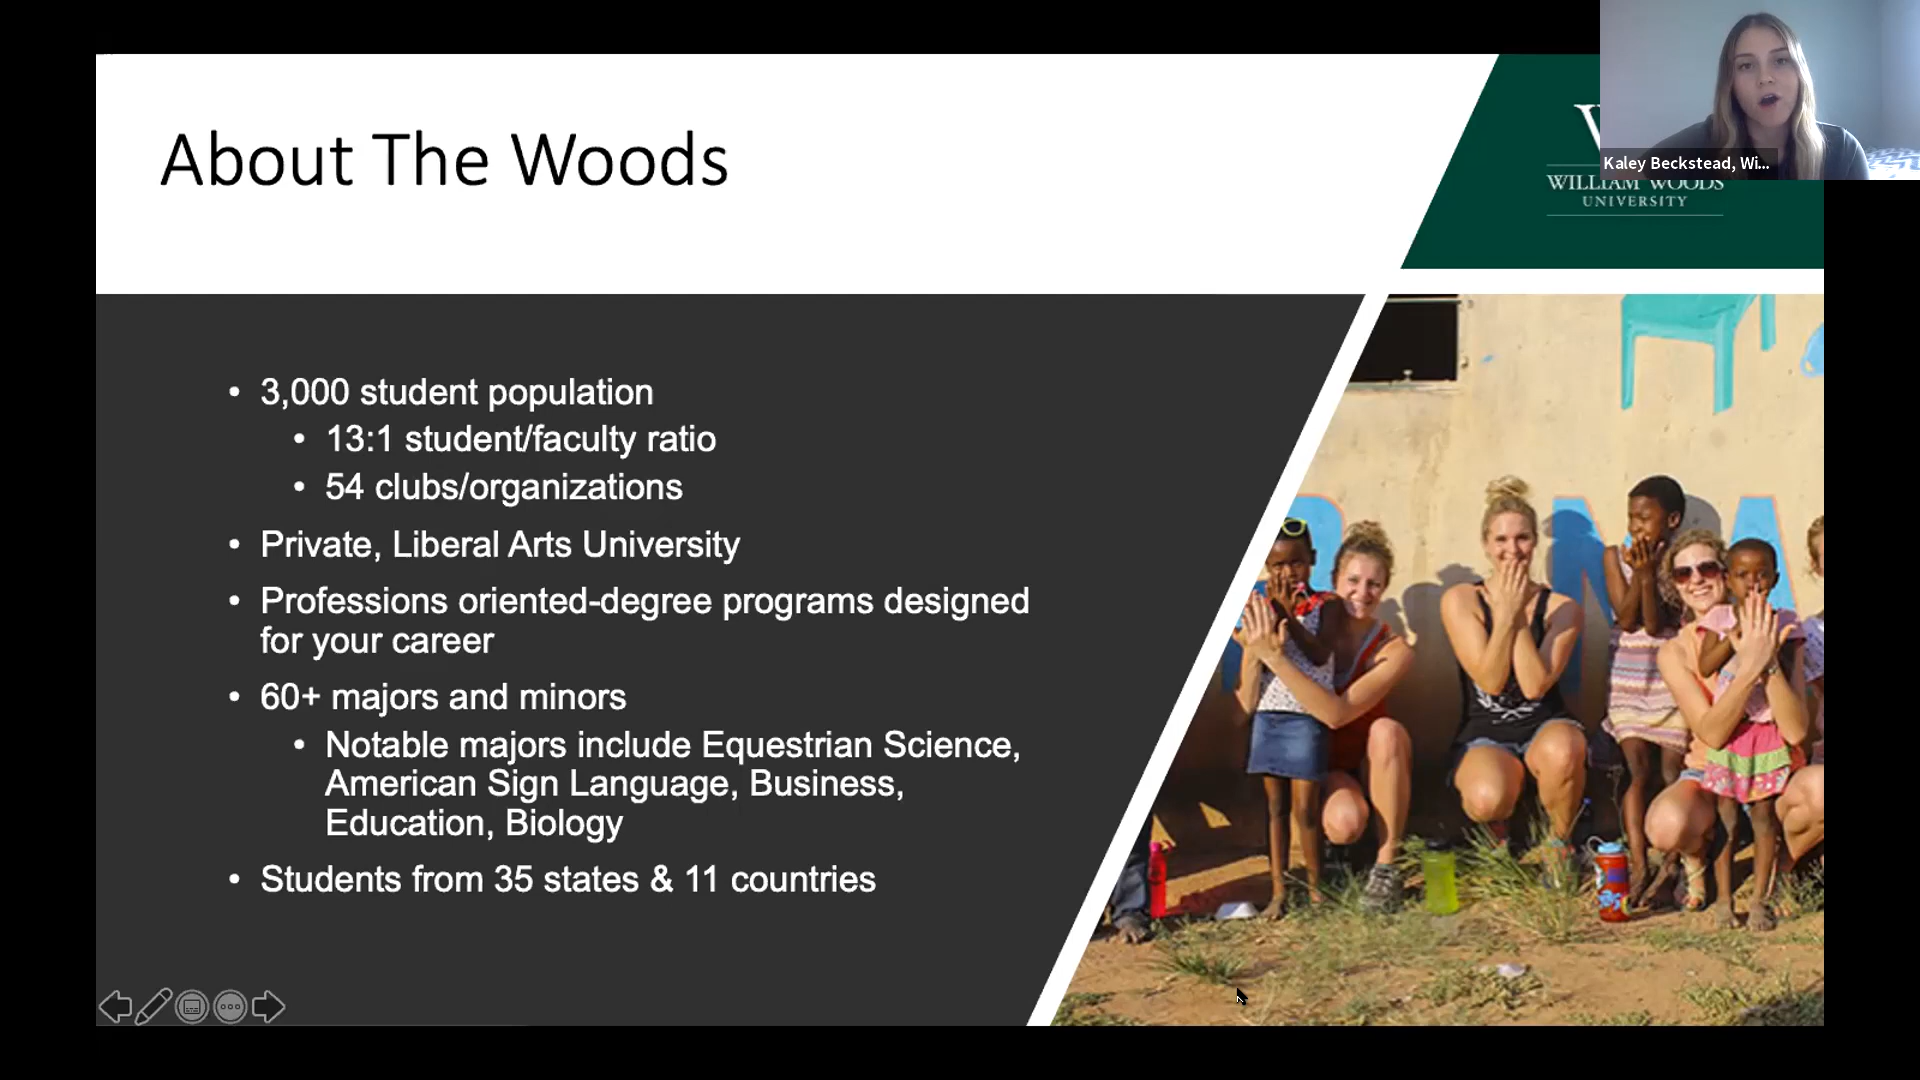 About The Woods
Kaley Beckstead, Wi...
WILLIAM WOODS
UNIVERSITY
• 3,000 student population
• 13:1 student/faculty ratio
• 54 clubs/organizations
• Private, Liberal Arts University
• Professions oriented-degree programs designed
for your career
• 60+ majors and minors
• Notable majors include Equestrian Science,
American Sign Language, Business,
Education, Biology
• Students from 35 states & 11 countries